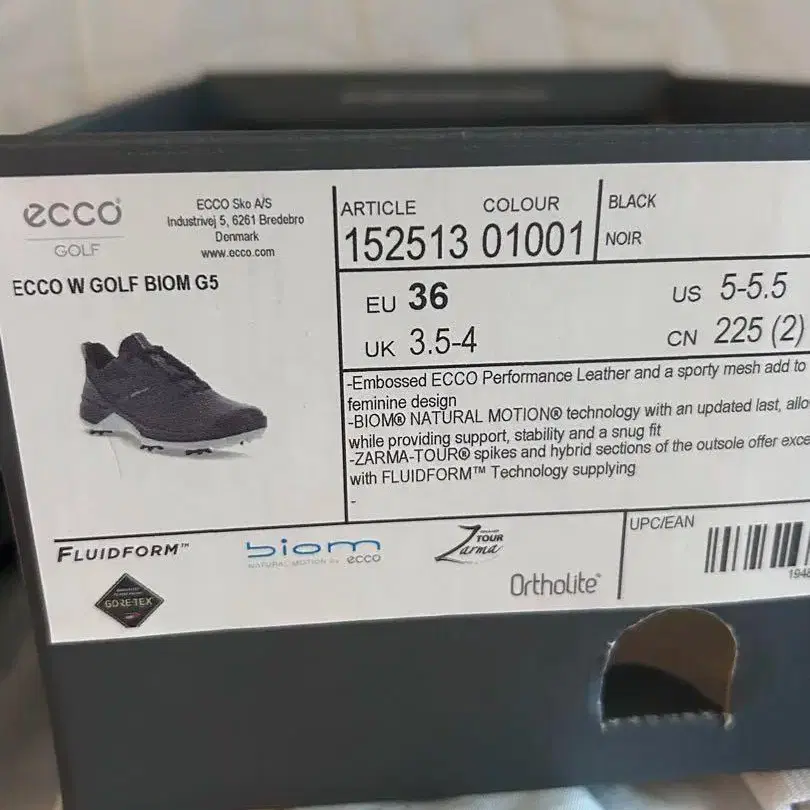 ecco
GOLF
ECCO Sko A/S
Industrivej 5, 6261 Bredebro
Denmark
www.ecco.com
ECCO W GOLF BIOM G5
ARTICLE COLOUR
152513 01001
BLACK
NOIR
EU 36
US 5-5.5
UK 3.5-4
CN 225 (2)
-Embossed ECCO Performance Leather and a sporty mesh add to
feminine design
-BIOM® NATURAL MOTION® technology with an updated last, allo
while providing support, stability and a snug fit
-ZARMA-TOUR® spikes and hybrid sections of the outsole offer exce
with FLUIDFORM™ Technology supplying
-
FLUIDFORM™
biom
NATURAL MOTION by ecco
TOUR
Zarma
Ortholite
GORE-TEX
UPC/EAN
1948